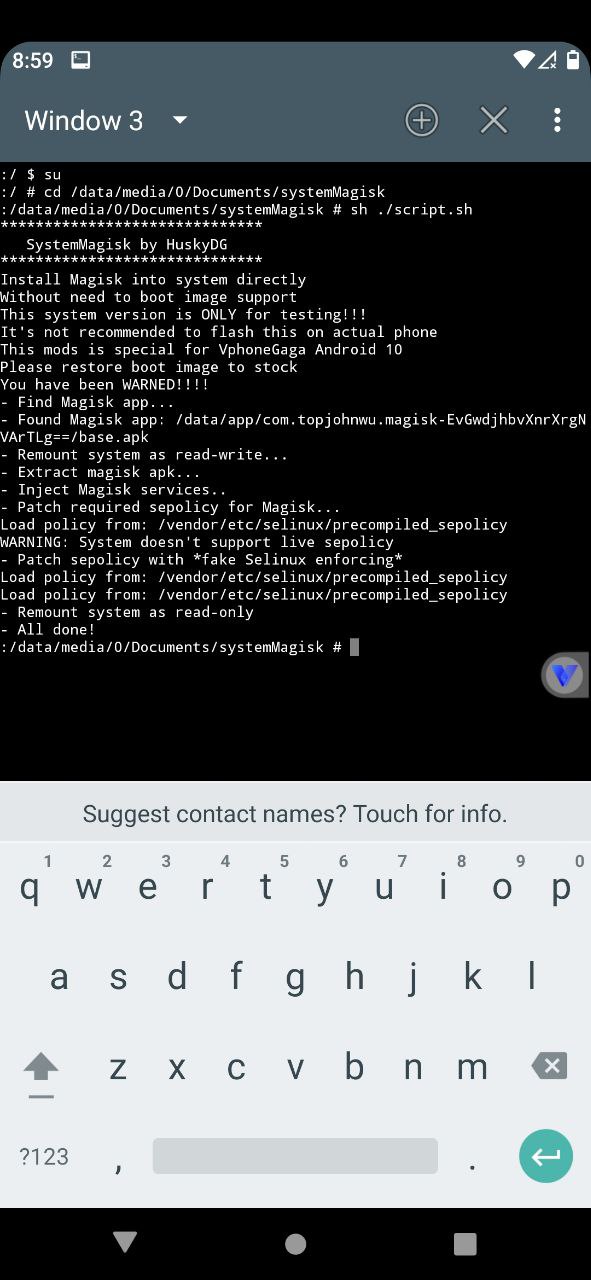 8:59
Window 3
:/ $ su
:/ # cd /data/media/0/Documents/systemMagisk
:/data/media/0/Documents/systemMagisk # sh ./script.sh
******************************
SystemMagisk by HuskyDG
******************************
Install Magisk into system directly
Without need to boot image support
This system version is ONLY for testing!!!
It's not recommended to flash this on actual phone
This mods is special for VphoneGaga Android 10
Please restore boot image to stock
You have been WARNED!!!!
- Find Magisk app...
- Found Magisk app: /data/app/com.topjohnwu.magisk-EvGwdjhbvXnrXrgN
VArTLg==/base.apk
- Remount system as read-write...
- Extract magisk apk...
- Inject Magisk services..
- Patch required sepolicy for Magisk...
Load policy from: /vendor/etc/selinux/precompiled_sepolicy
WARNING: System doesn't support live sepolicy
- Patch sepolicy with *fake Selinux enforcing*
Load policy from: /vendor/etc/selinux/precompiled_sepolicy
Load policy from: /vendor/etc/selinux/precompiled_sepolicy
- Remount system as read-only
- All done!
:/data/media/0/Documents/systemMagisk #
Suggest contact names? Touch for info.
1 2 3 4 5 6 7 8 9 0
q w e r t y u i o p
a s d f g h j k l
z x c v b n m
?123 , .